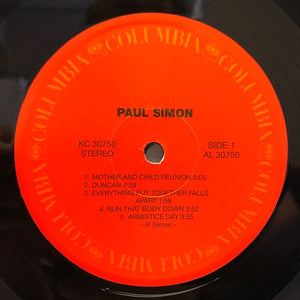 COLUMBIA
PAUL SIMON
KC 30750
STEREO
SIDE 1
AL 30750
1. MOTHER AND CHILD REUNION 3:05
2. DUNCAN 4:39
3. EVERYTHING PUT TOGETHER FALLS
APART 1:59
4. RUN THAT BODY DOWN 3:52
5. ARMISTICE DAY 3:55
- P. Simon -
COLUMBIA
COLUMBIA
COLUMBIA
COLUMBIA
COLUMBIA